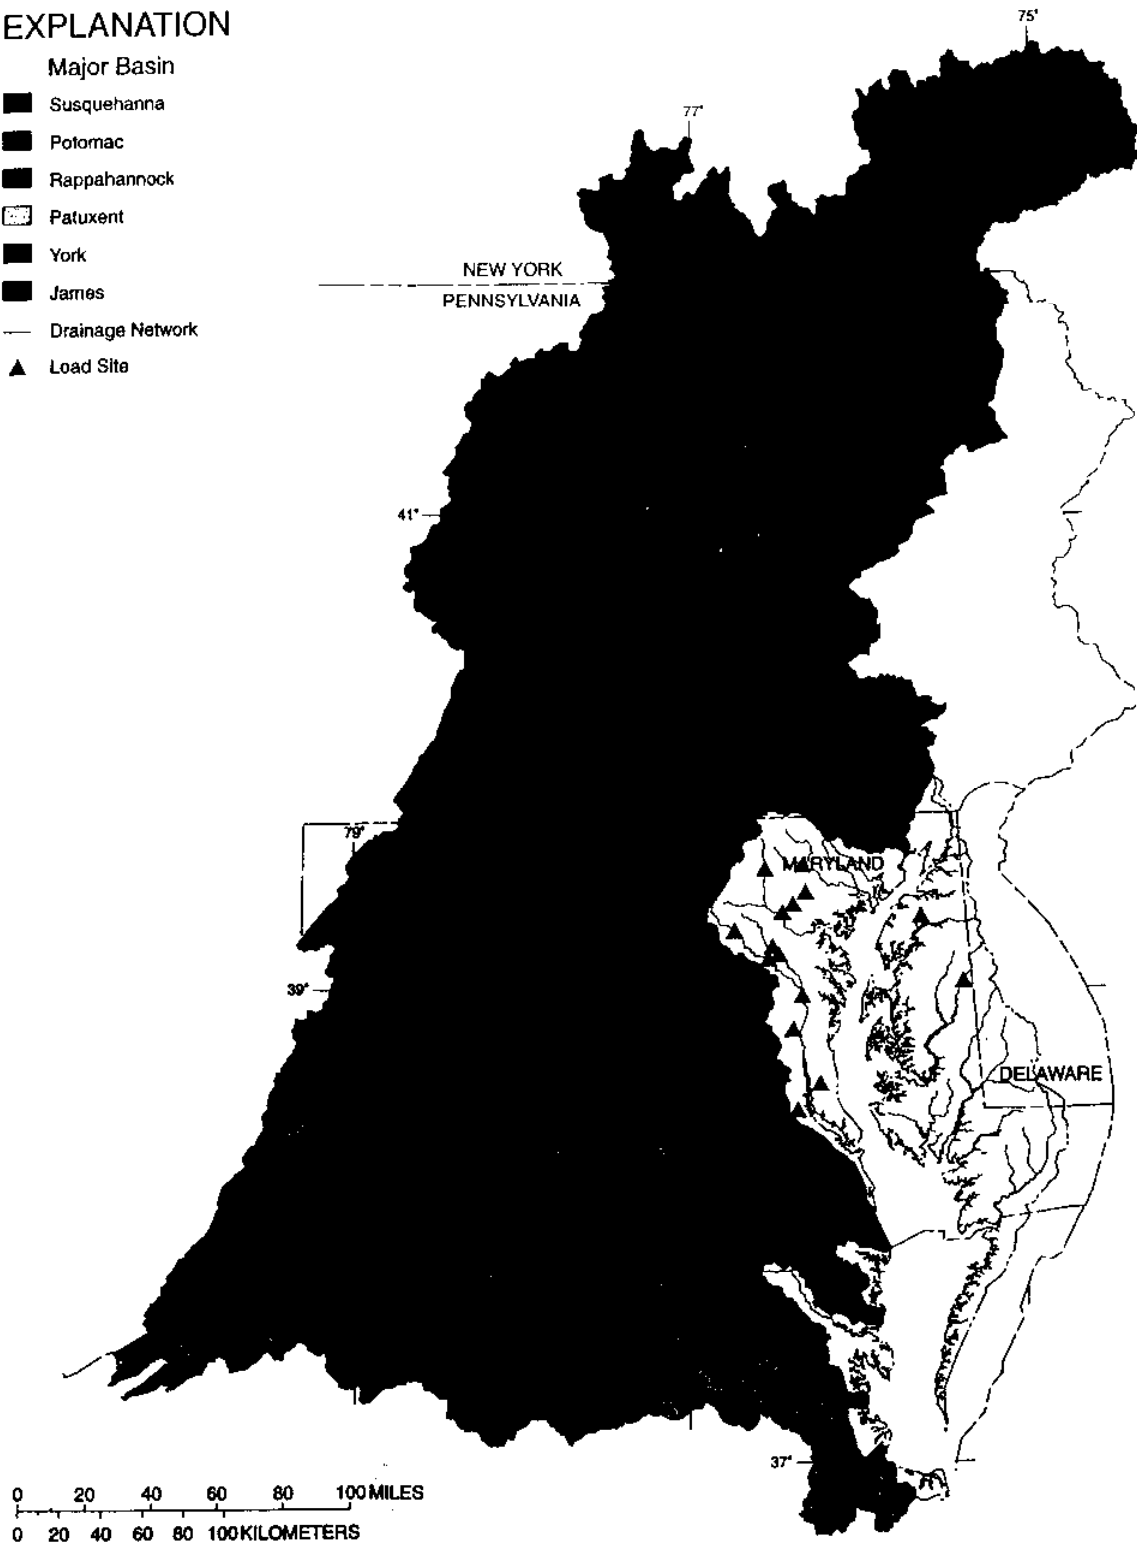 EXPLANATION
Major Basin
Susquehanna
Potomac
Rappahannock
Patuxent
York
James
Drainage Network
Load Site
75°
77°
NEW YORK
PENNSYLVANIA
41°
79°
MARYLAND
39°
DELAWARE
37°
0 20 40 60 80 100 MILES
0 20 40 60 80 100 KILOMETERS